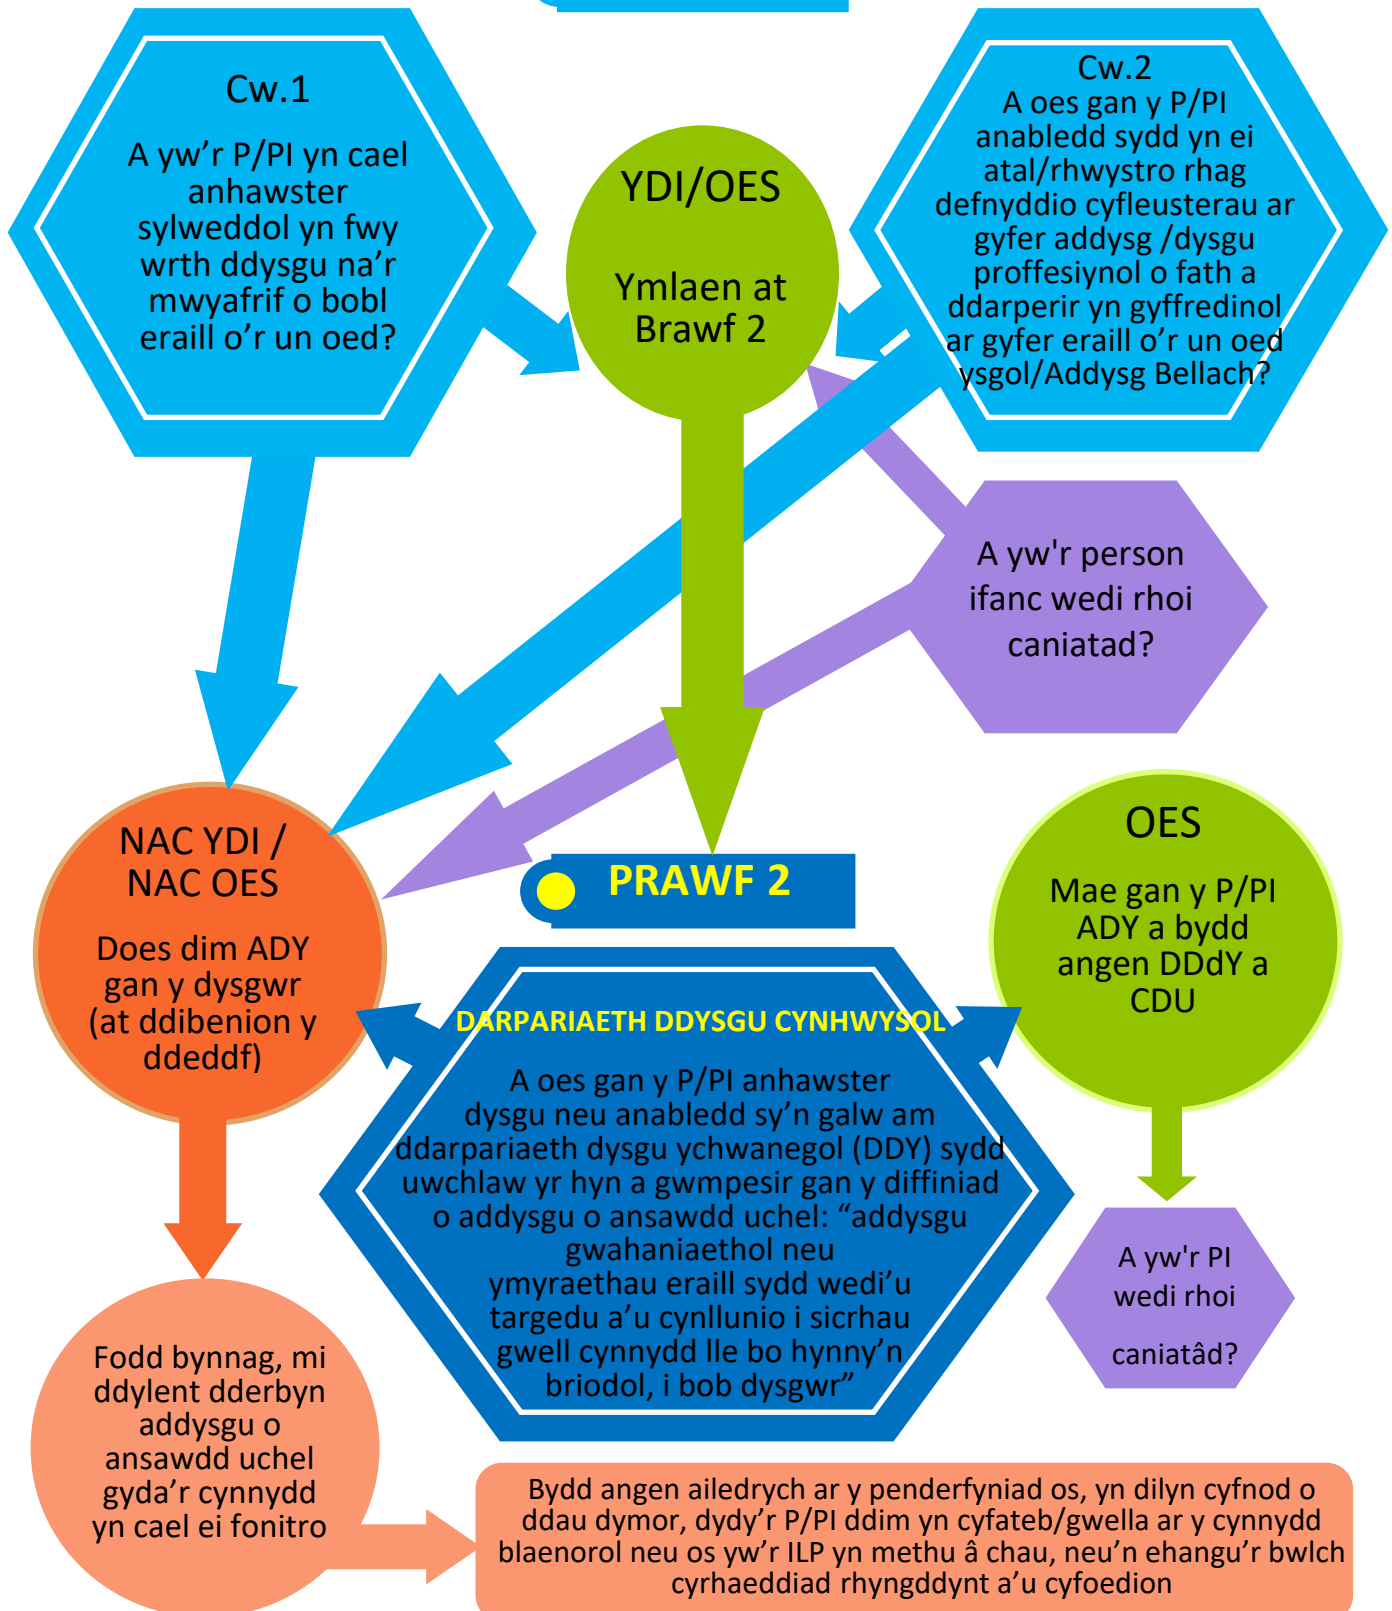 Cw.1
A yw'r P/PI yn cael
anhawster
sylweddol yn fwy
wrth ddysgu na'r
mwyafrif o bobl
eraill o'r un oed?
YDI/OES
Ymlaen at
Brawf 2
Cw.2
A oes gan y P/PI
anabledd sydd yn ei
atal/rhwystro rhag
defnyddio cyfleusterau ar
gyfer addysg /dysgu
proffesiynol o fath a
ddarperir yn gyffredinol
ar gyfer eraill o'r un oed
ysgol/Addysg Bellach?
A yw'r person
ifanc wedi rhoi
caniatad?
NAC YDI /
NAC OES
Does dim ADY
gan y dysgwr
(at ddibenion y
ddeddf)
PRAWF 2
OES
Mae gan y P/PI
ADY a bydd
angen DDdY a
CDU
DARPARIAETH DDYSGU CYNHWYSOL
A oes gan y P/PI anhawster
dysgu neu anabledd sy'n galw am
ddarpariaeth dysgu ychwanegol (DDY) sydd
uwchlaw yr hyn a gwmpesir gan y diffiniad
o addysgu o ansawdd uchel: “addysgu
gwahaniaethol neu
ymyraethau eraill sydd wedi'u
targedu a'u cynllunio i sicrhau
gwell cynnydd lle bo hynny'n
briodol, i bob dysgwr”
A yw'r PI
wedi rhoi
caniatâd?
Fodd bynnag, mi
ddylent dderbyn
addysgu o
ansawdd uchel
gyda'r cynnydd
yn cael ei fonitro
Bydd angen ailedrych ar y penderfyniad os, yn dilyn cyfnod o
ddau dymor, dydy'r P/PI ddim yn cyfateb/gwella ar y cynnydd
blaenorol neu os yw'r ILP yn methu â chau, neu'n ehangu'r bwlch
cyrhaeddiad rhyngddynt a'u cyfoedion